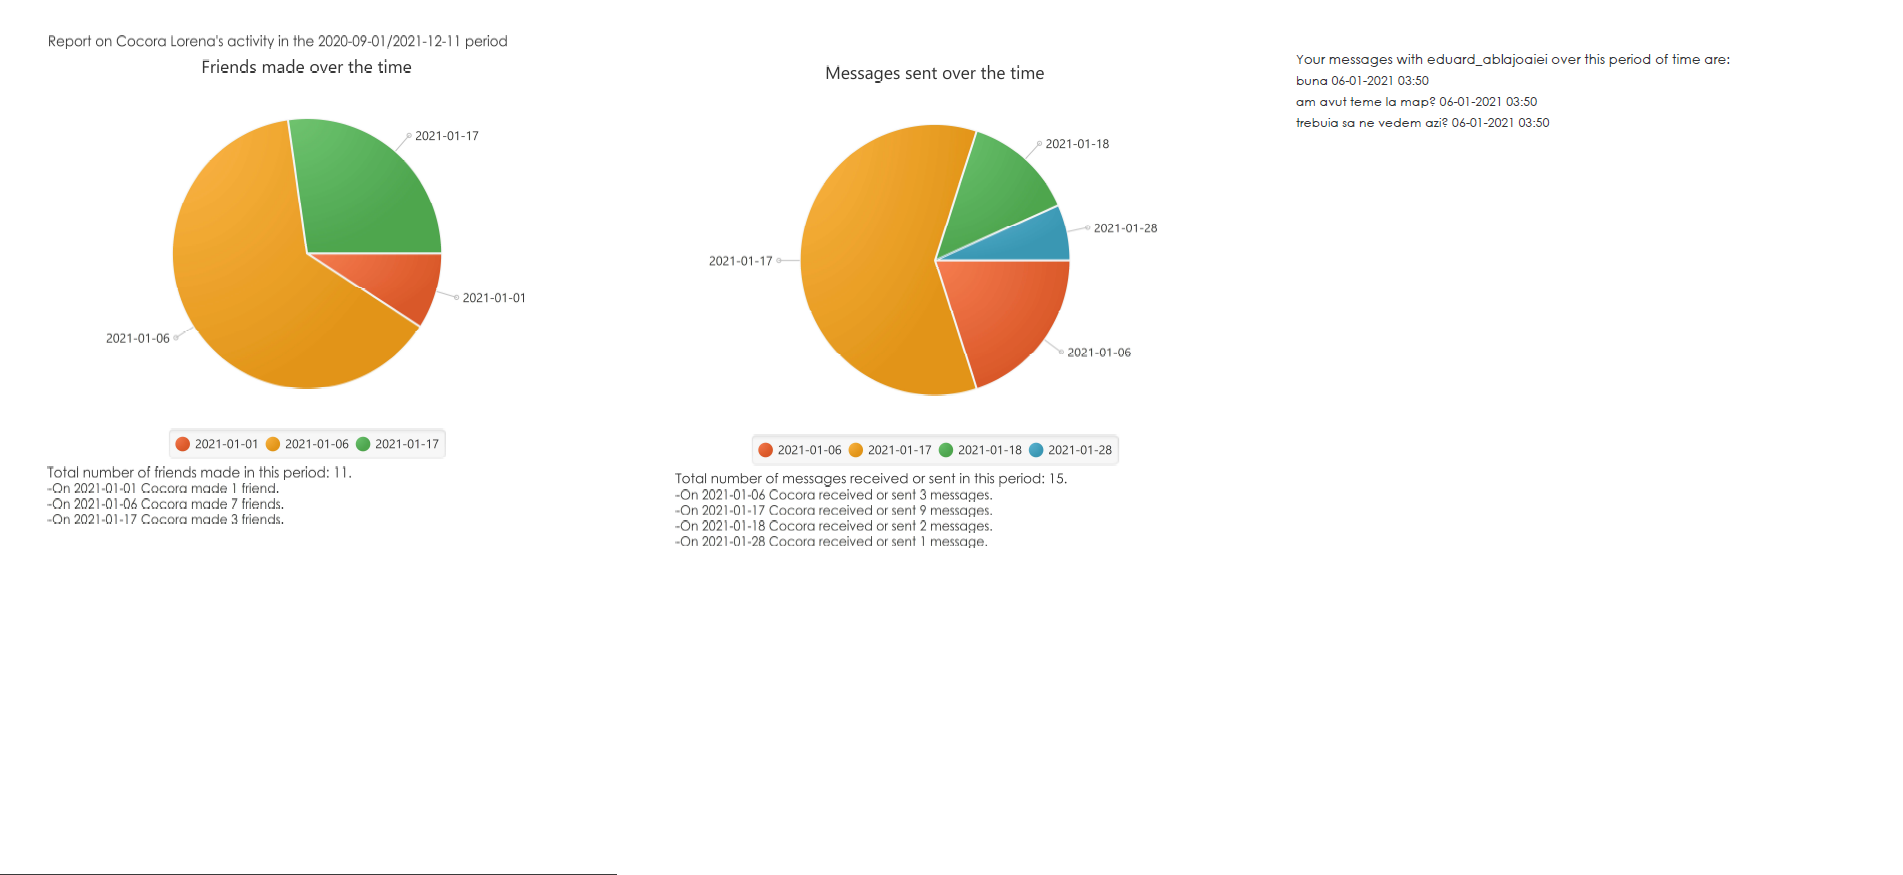 Report on Cocora Lorena's activity in the 2020-09-01/2021-12-11 period
Friends made over the time
2021-01-17
2021-01-01
2021-01-06
2021-01-01 2021-01-06 2021-01-17
Total number of friends made in this period: 11.
-On 2021-01-01 Cocora made 1 friend.
-On 2021-01-06 Cocora made 7 friends.
-On 2021-01-17 Cocora made 3 friends.
Messages sent over the time
2021-01-18
2021-01-28
2021-01-17
2021-01-06
2021-01-06 2021-01-17 2021-01-18 2021-01-28
Total number of messages received or sent in this period: 15.
-On 2021-01-06 Cocora received or sent 3 messages.
-On 2021-01-17 Cocora received or sent 9 messages.
-On 2021-01-18 Cocora received or sent 2 messages.
-On 2021-01-28 Cocora received or sent 1 message.
Your messages with eduard_ablajoaiei over this period of time are:
buna 06-01-2021 03:50
am avut teme la map? 06-01-2021 03:50
trebuia sa ne vedem azi? 06-01-2021 03:50